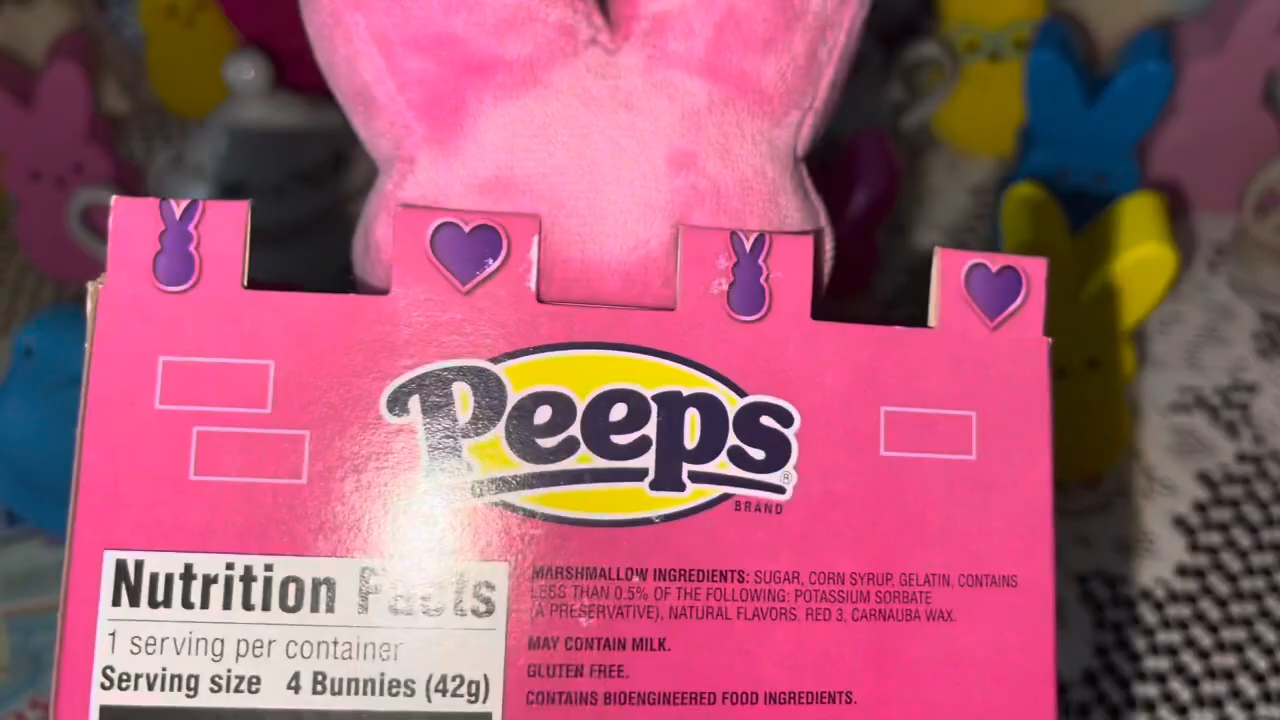 Peeps®
BRAND
Nutrition Facts
1 serving per container
Serving size 4 Bunnies (42g)
MARSHMALLOW INGREDIENTS: SUGAR, CORN SYRUP, GELATIN, CONTAINS
LESS THAN 0.5% OF THE FOLLOWING: POTASSIUM SORBATE
(A PRESERVATIVE), NATURAL FLAVORS, RED 3, CARNAUBA WAX.
MAY CONTAIN MILK.
GLUTEN FREE.
CONTAINS BIOENGINEERED FOOD INGREDIENTS.